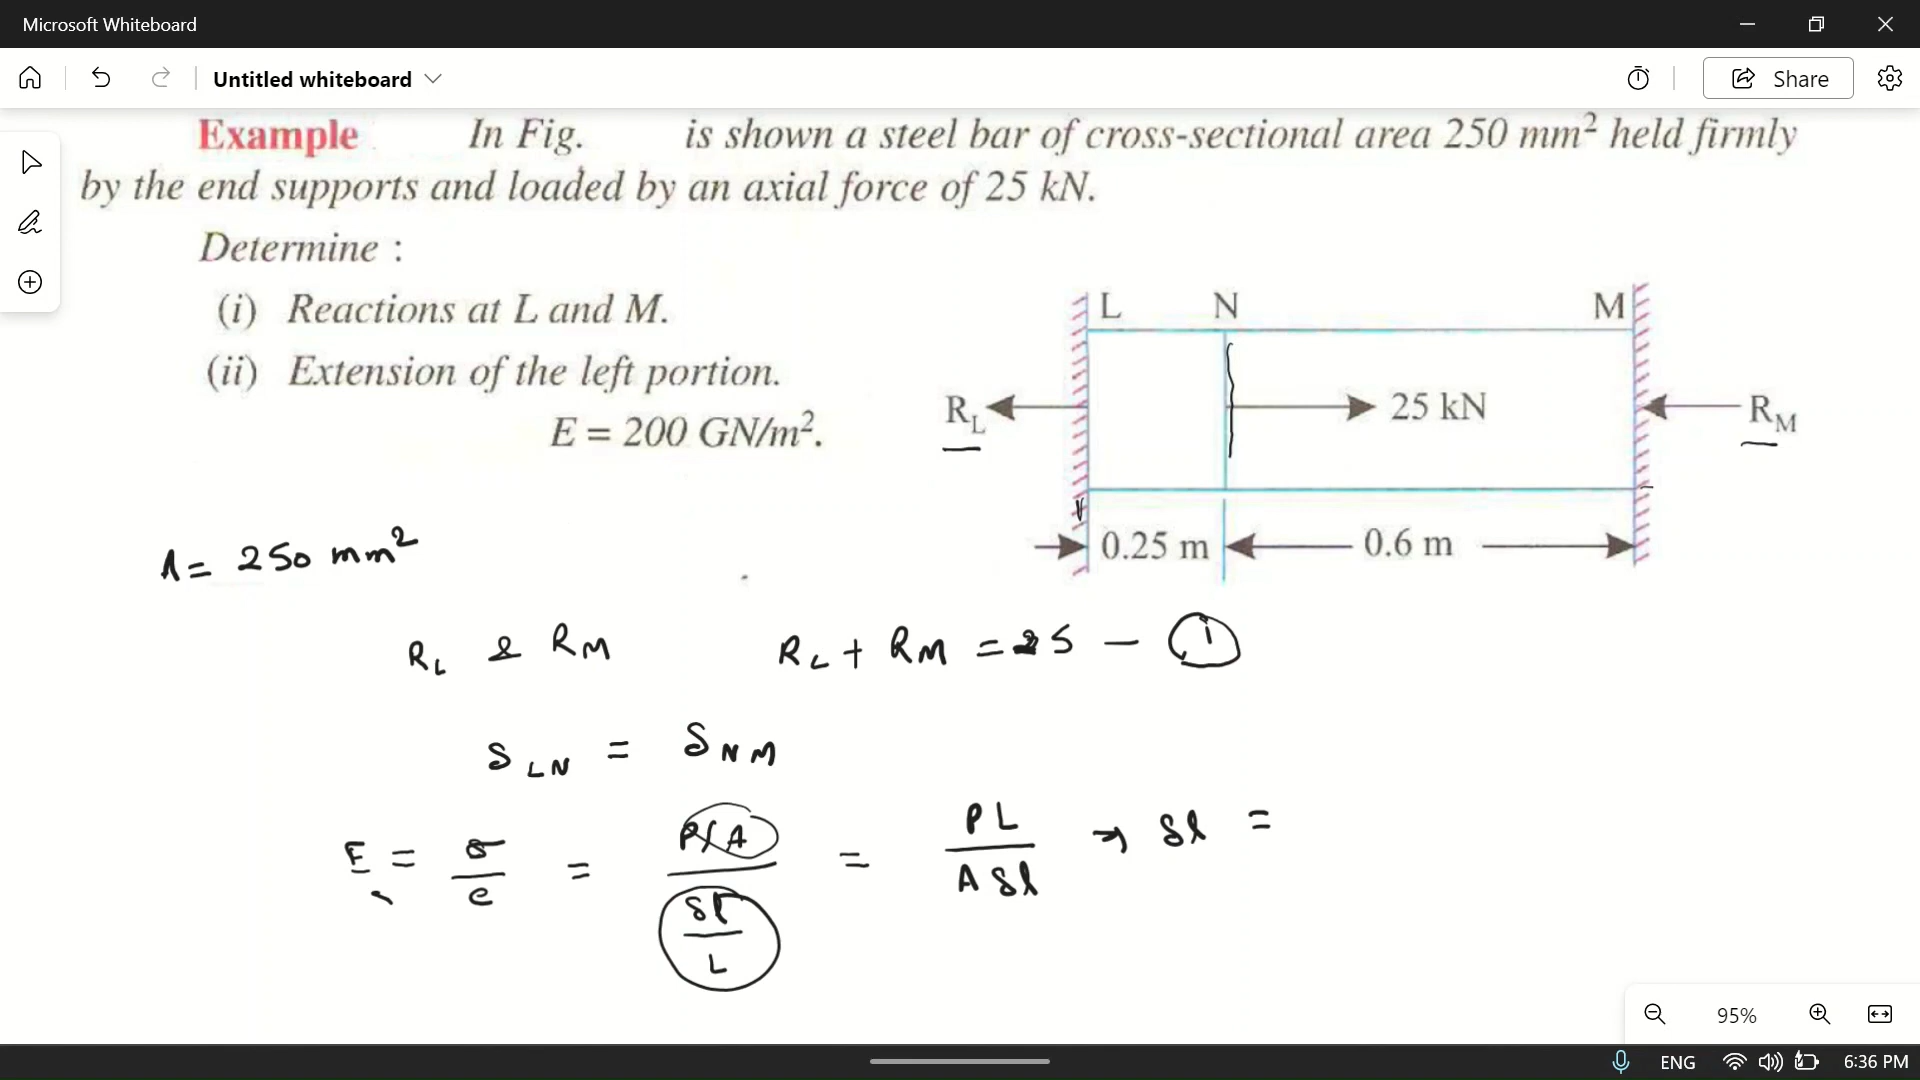 Microsoft Whiteboard
Untitled whiteboard
Share
Example In Fig. is shown a steel bar of cross-sectional area 250 mm² held firmly
by the end supports and loaded by an axial force of 25 kN.
Determine :
(i) Reactions at L and M.
(ii) Extension of the left portion.
E = 200 GN/m².
L N M
R_L 25 kN R_M
0.25 m 0.6 m
A = 250 mm²
R_L & R_M R_L + R_M = 25 — 1
δ_LN = δ_NM
E = σ/e = (P/A)/(δl/L) = PL/Aδl → δl =
95%
ENG 6:36 PM